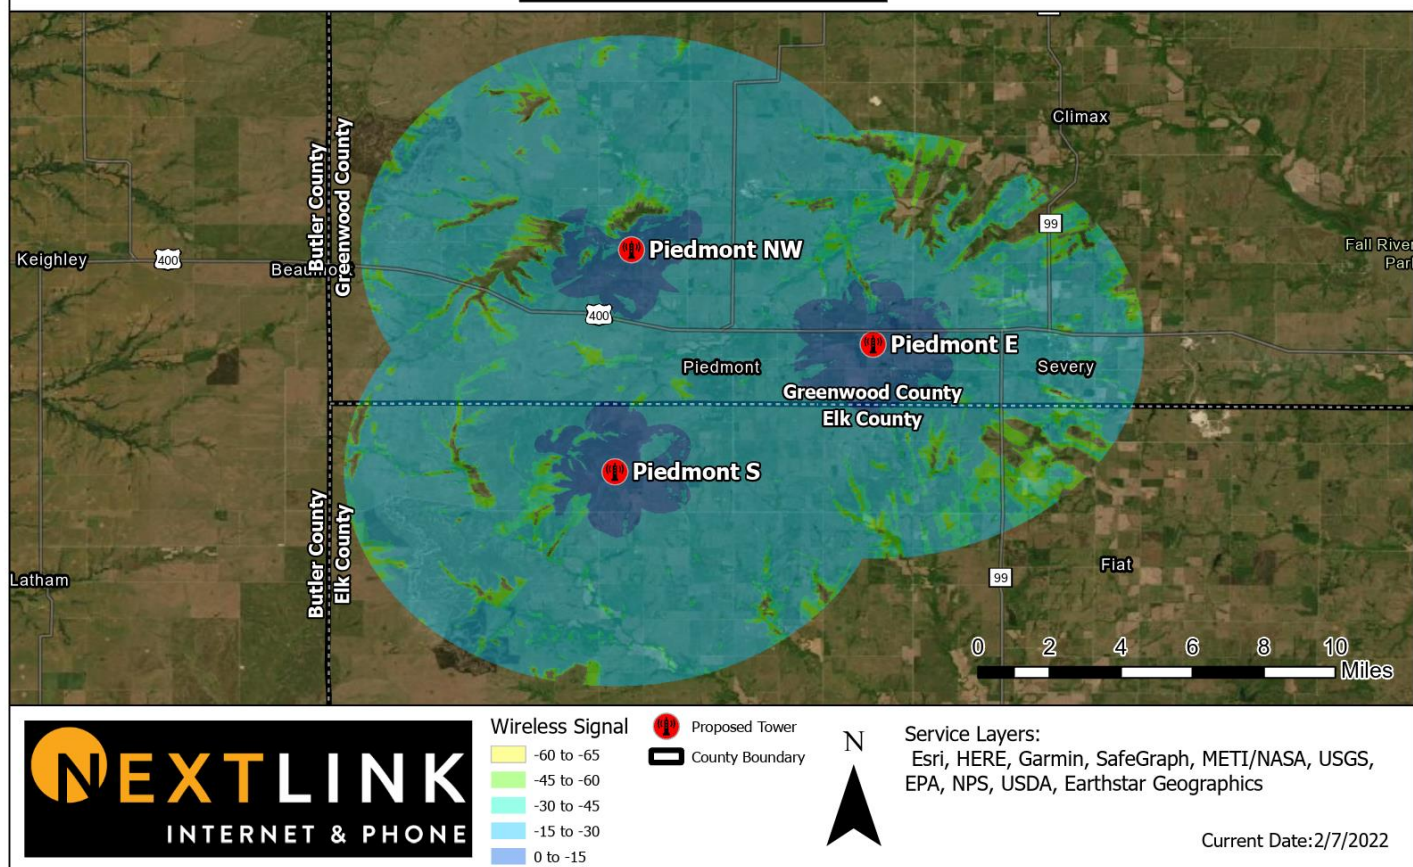 Climax
99
Butler County
Greenwood County
Keighley
400
Beaumont
Piedmont NW
Fall River
Park
400
Piedmont E
Piedmont
Severy
Greenwood County
Elk County
Piedmont S
Butler County
Elk County
Latham
99
Fiat
0 2 4 6 8 10
Miles
NEXTLINK
INTERNET & PHONE
Wireless Signal
-60 to -65
-45 to -60
-30 to -45
-15 to -30
0 to -15
Proposed Tower
County Boundary
N
Service Layers:
Esri, HERE, Garmin, SafeGraph, METI/NASA, USGS,
EPA, NPS, USDA, Earthstar Geographics
Current Date:2/7/2022